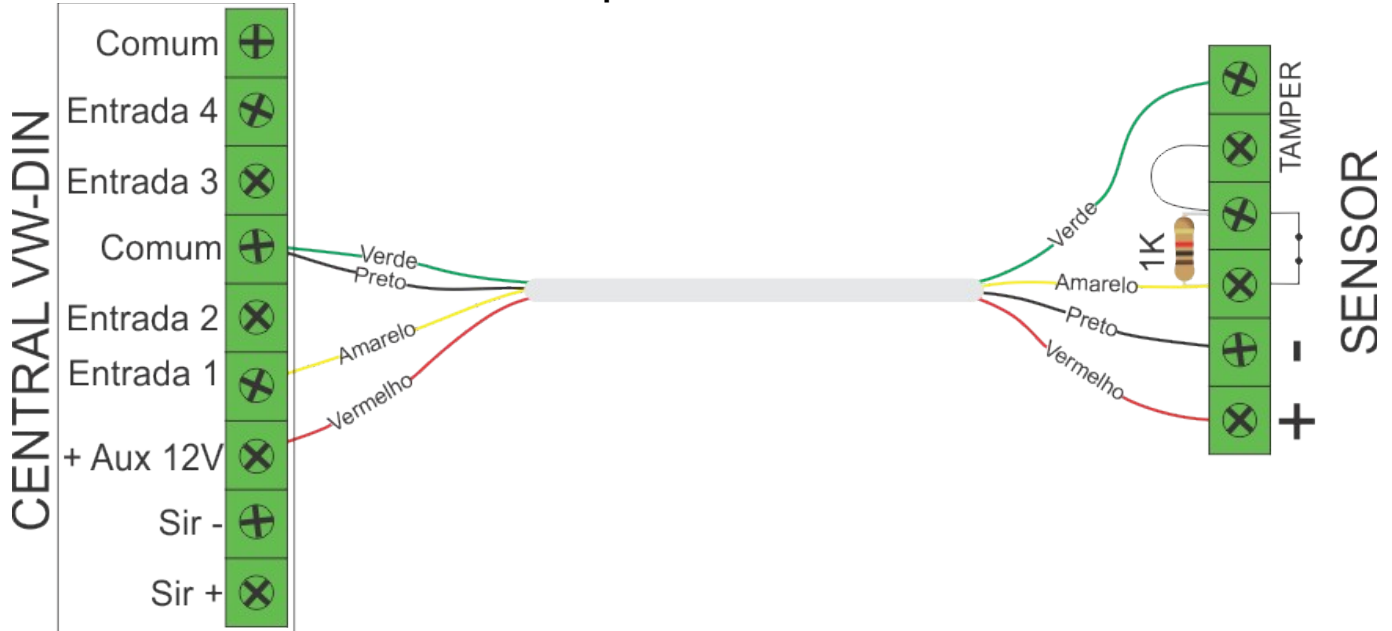 CENTRAL VW-DIN
Comum
Entrada 4
Entrada 3
Comum
Entrada 2
Entrada 1
+ Aux 12V
Sir -
Sir +
Verde
Preto
Amarelo
Vermelho
Verde
Amarelo
Preto
Vermelho
1K
TAMPER
-
+
SENSOR